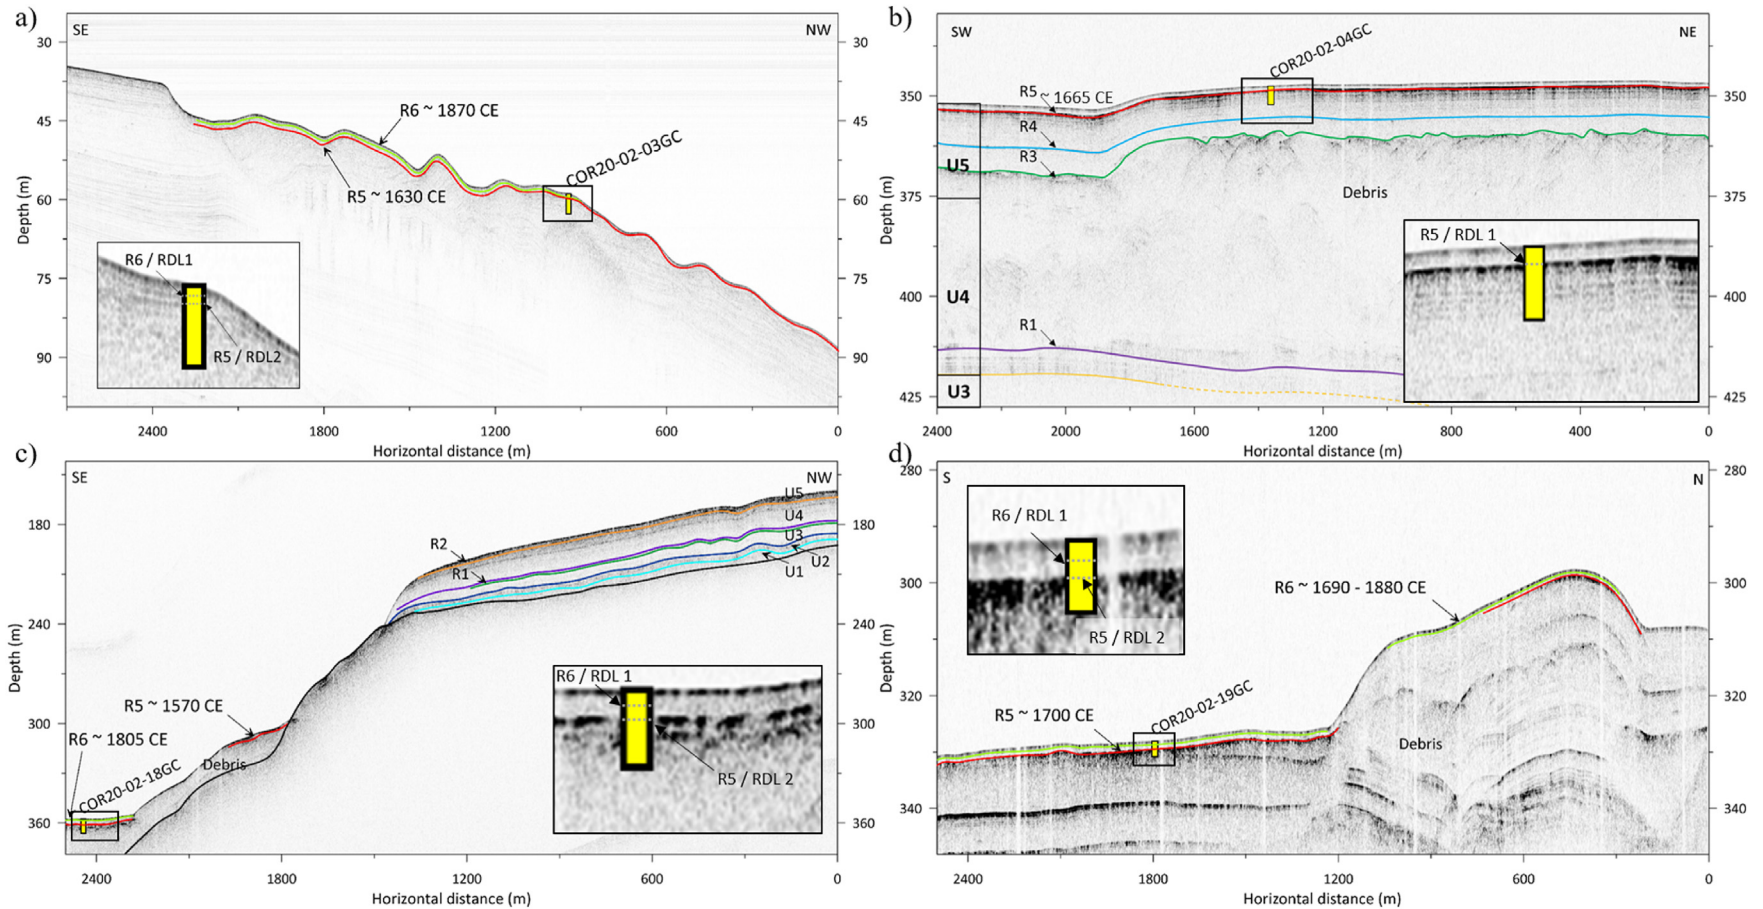 a)
SE
NW
30
30
R6 ~ 1870 CE
45
45
COR20-02-03GC
R5 ~ 1630 CE
60
60
Depth (m)
R6 / RDL1
75
75
R5 / RDL2
90
90
2400
1800
1200
600
0
Horizontal distance (m)
b)
SW
NE
COR20-02-04GC
R5 ~ 1665 CE
350
350
R4
R3
U5
Debris
375
375
R5 / RDL 1
Depth (m)
U4
400
400
R1
U3
425
425
2400
2000
1600
1200
800
400
0
Horizontal distance (m)
c)
SE
NW
U5
180
180
U4
R2
U3
R1
U2
U1
240
240
Depth (m)
R6 / RDL 1
R5 ~ 1570 CE
300
300
R6 ~ 1805 CE
Debris
R5 / RDL 2
COR20-02-18GC
360
360
2400
1800
1200
600
0
Horizontal distance (m)
d)
280
280
S
N
R6 / RDL 1
R6 ~ 1690 - 1880 CE
300
300
R5 / RDL 2
Depth (m)
320
320
COR20-02-19GC
R5 ~ 1700 CE
Debris
340
340
2400
1800
1200
600
0
Horizontal distance (m)